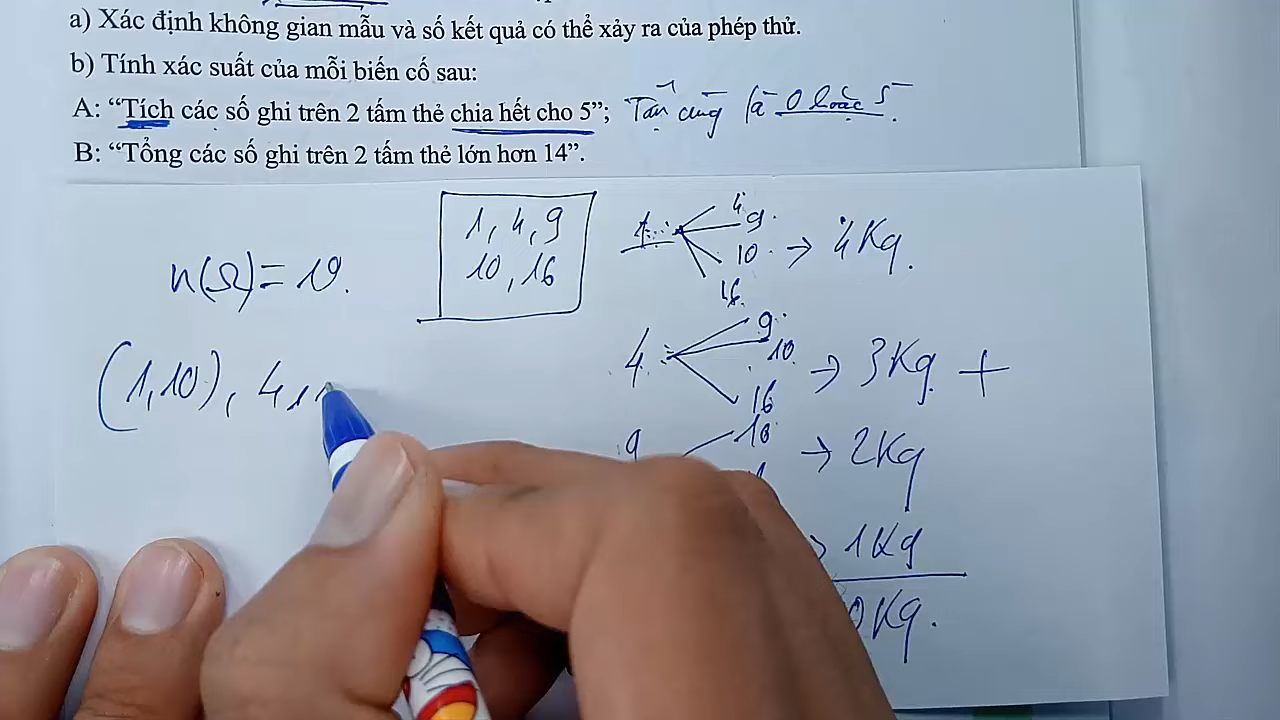 a) Xác định không gian mẫu và số kết quả có thể xảy ra của phép thử.
b) Tính xác suất của mỗi biến cố sau:
A: “Tích các số ghi trên 2 tấm thẻ chia hết cho 5”; Tận cùng là 0 hoặc 5
B: “Tổng các số ghi trên 2 tấm thẻ lớn hơn 14”.
1, 4, 9
10, 16
n(Ω) = 10.
(1,10), 4,
1
4
9
10
16
→ 4Kq.
4
9
10
16
→ 3Kq +
9
10
→ 2Kq
→ 1Kq
0Kq.